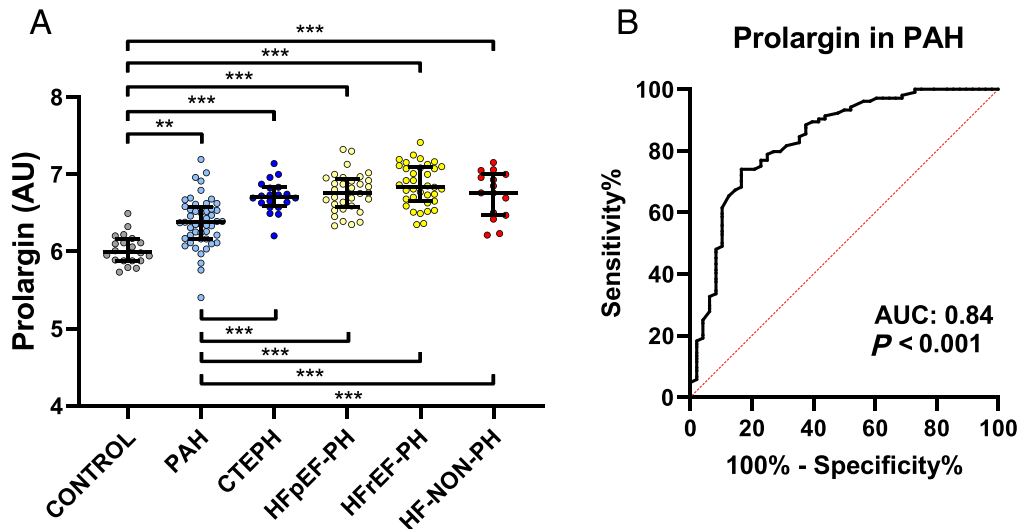 A
***
***
***
***
**
Prolargin (AU)
8
7
6
5
4
***
***
***
***
CONTROL
PAH
CTEPH
HFpEF-PH
HFrEF-PH
HF-NON-PH
B
Prolargin in PAH
Sensitivity%
100
80
60
40
20
0
AUC: 0.84
P < 0.001
0 20 40 60 80 100
100% - Specificity%